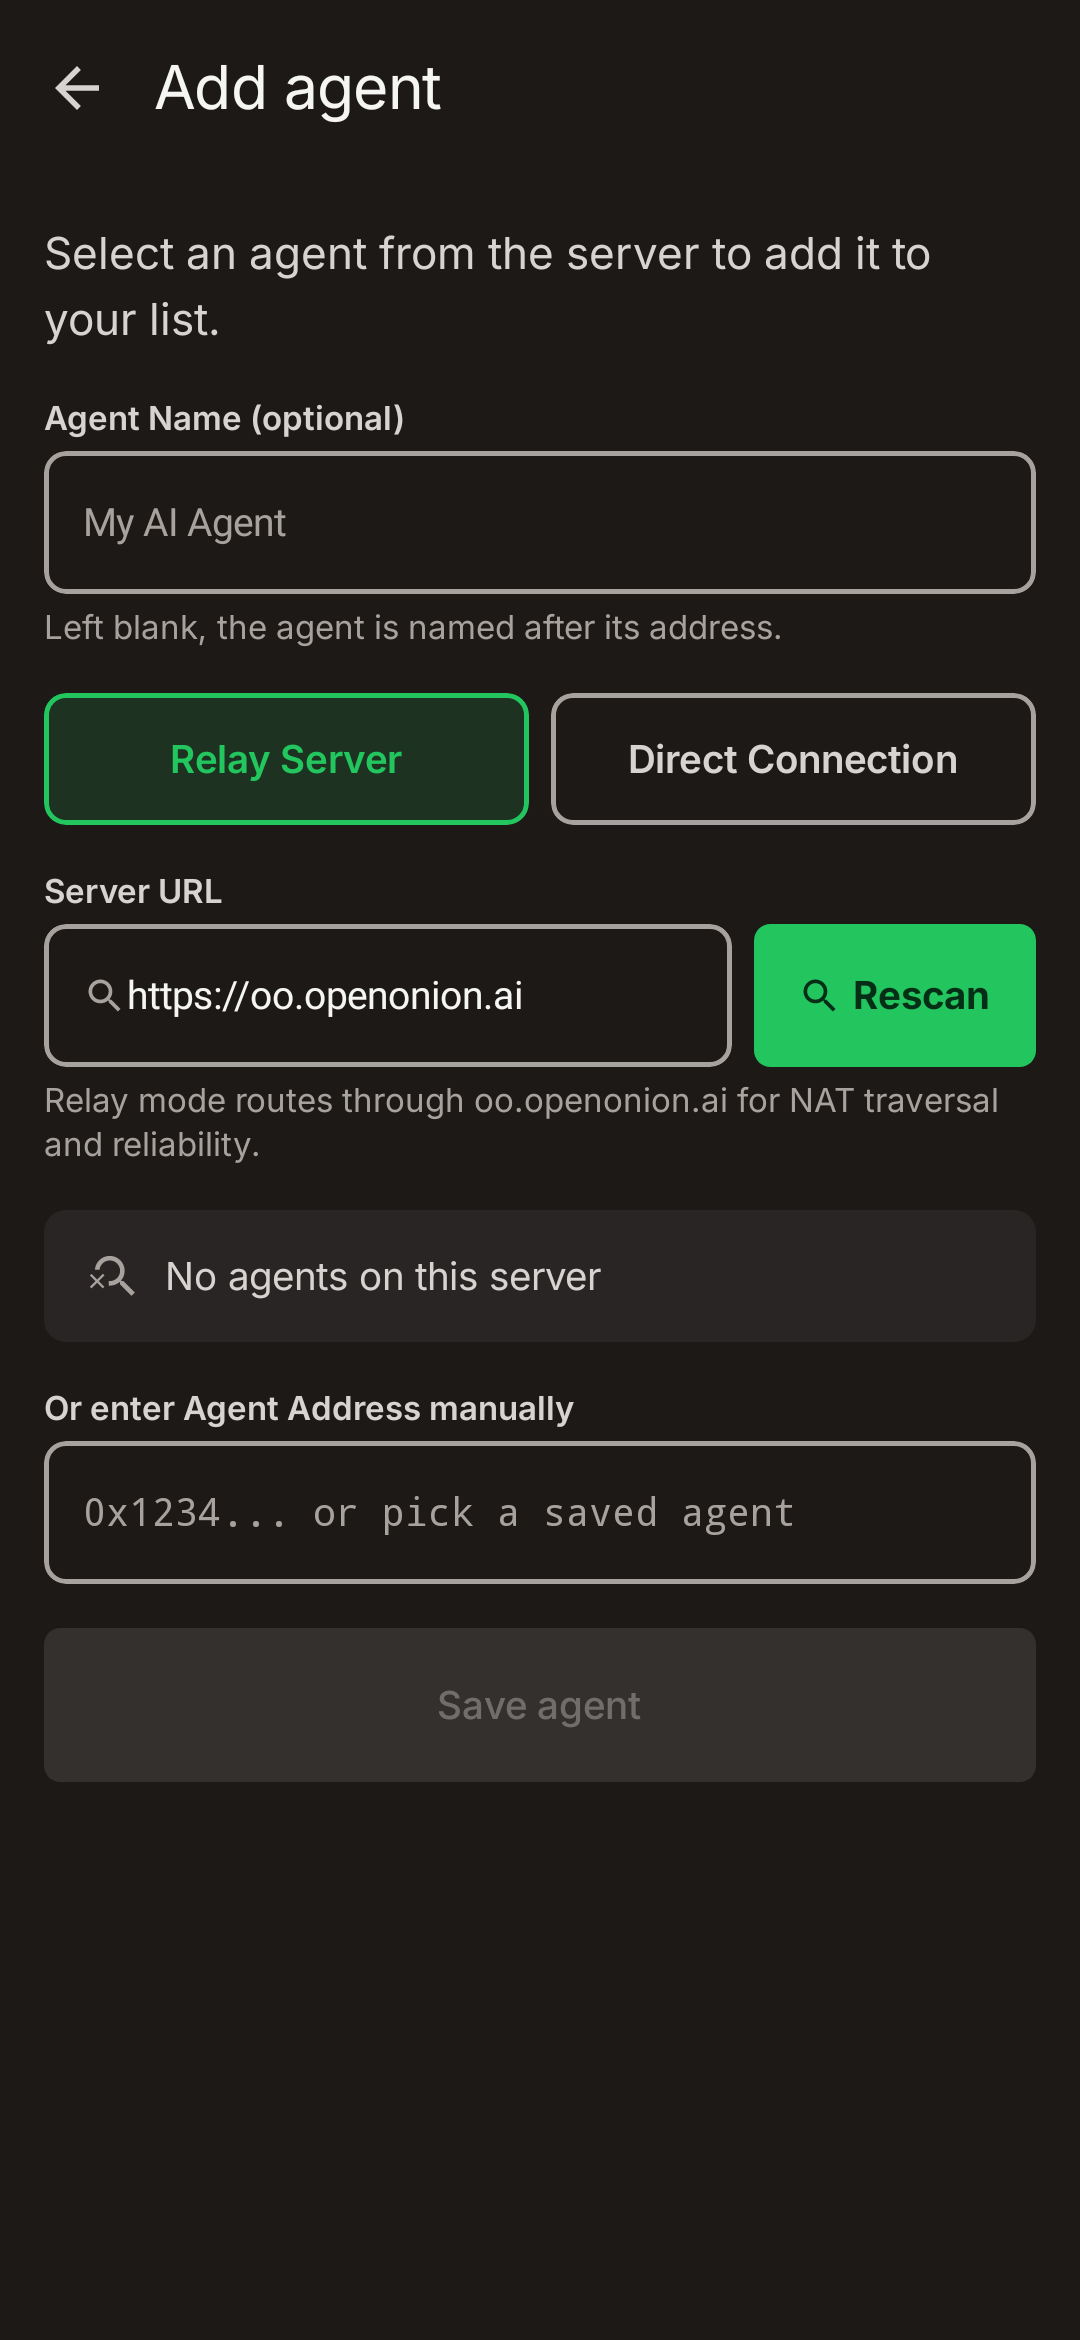 Add agent
Select an agent from the server to add it to
your list.
Agent Name (optional)
My AI Agent
Left blank, the agent is named after its address.
Relay Server
Direct Connection
Server URL
https://oo.openonion.ai
Rescan
Relay mode routes through oo.openonion.ai for NAT traversal
and reliability.
No agents on this server
Or enter Agent Address manually
0x1234... or pick a saved agent
Save agent